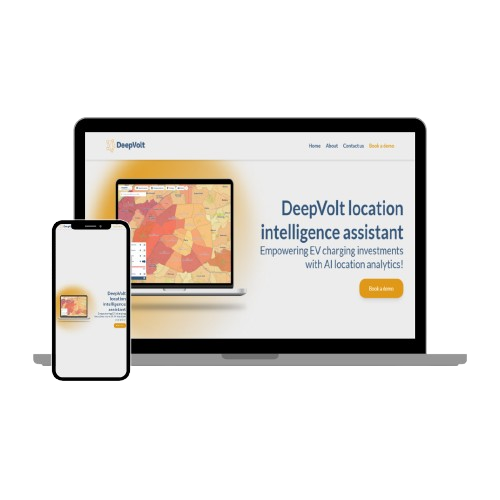 DeepVolt
Home About Contact us Book a demo
DeepVolt location
intelligence assistant
Empowering EV charging investments
with AI location analytics!
Book a demo
DeepVolt
location
intelligence
assistant